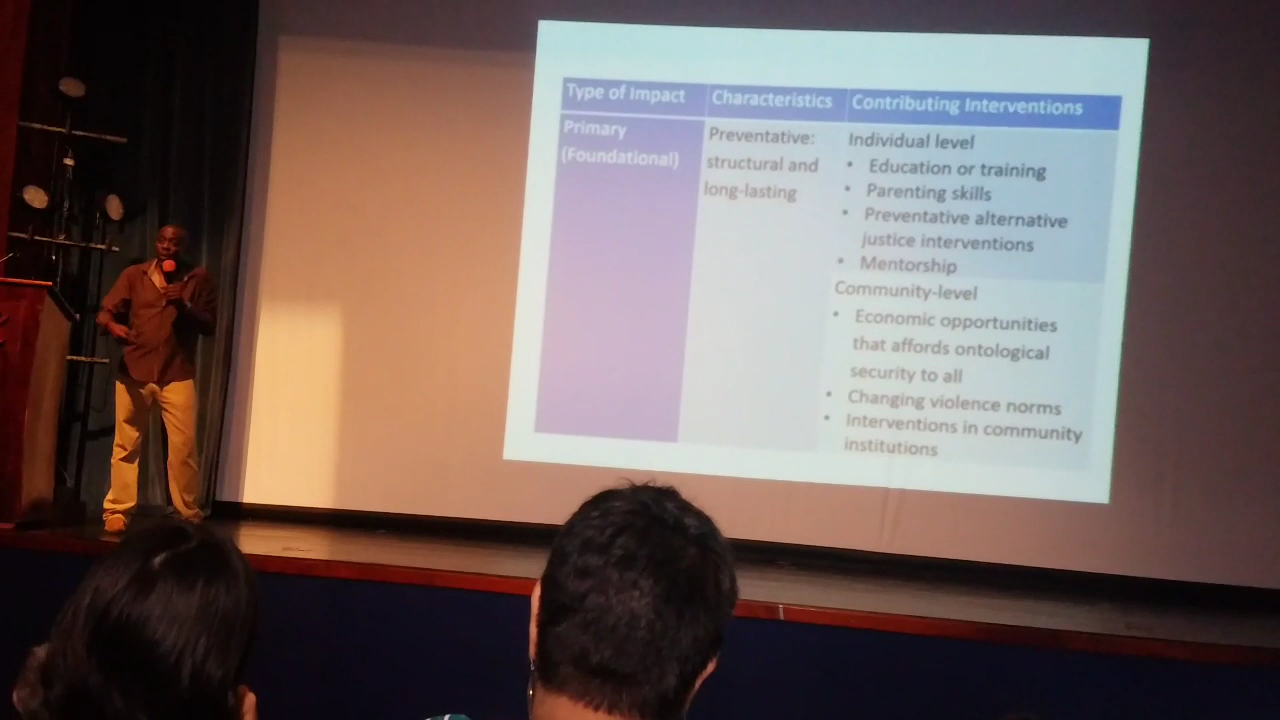 Type of Impact Characteristics Contributing Interventions
Primary
(Foundational)
Preventative:
structural and
long-lasting
Individual level
• Education or training
• Parenting skills
• Preventative alternative
justice interventions
• Mentorship
Community-level
• Economic opportunities
that affords ontological
security to all
• Changing violence norms
• Interventions in community
institutions